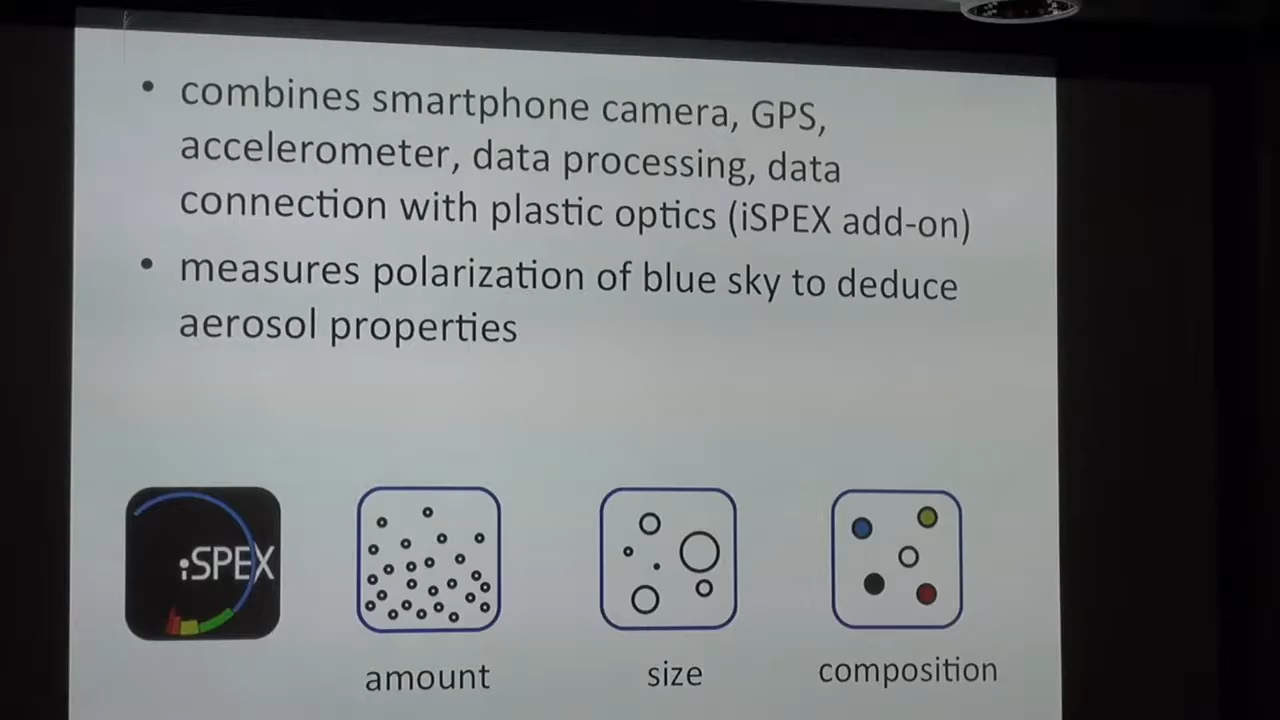 • combines smartphone camera, GPS,
accelerometer, data processing, data
connection with plastic optics (iSPEX add-on)
• measures polarization of blue sky to deduce
aerosol properties
iSPEX
amount
size
composition